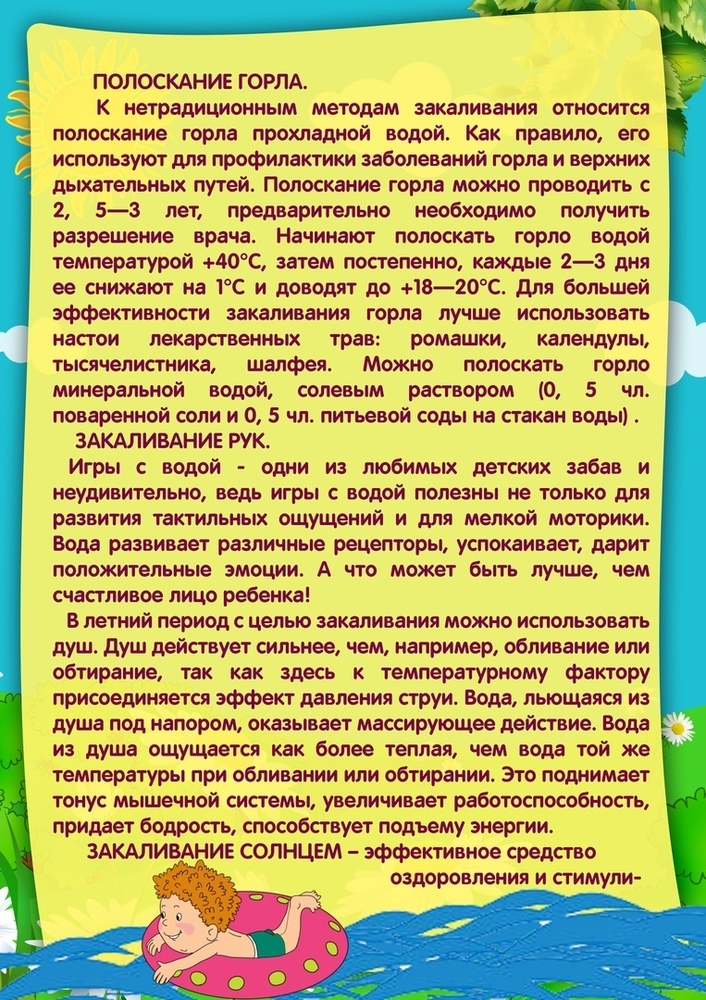 ПОЛОСКАНИЕ ГОРЛА.
К нетрадиционным методам закаливания относится
полоскание горла прохладной водой. Как правило, его
используют для профилактики заболеваний горла и верхних
дыхательных путей. Полоскание горла можно проводить с
2, 5—3 лет, предварительно необходимо получить
разрешение врача. Начинают полоскать горло водой
температурой +40°С, затем постепенно, каждые 2—3 дня
ее снижают на 1°С и доводят до +18—20°С. Для большей
эффективности закаливания горла лучше использовать
настои лекарственных трав: ромашки, календулы,
тысячелистника, шалфея. Можно полоскать горло
минеральной водой, солевым раствором (0, 5 чл.
поваренной соли и 0, 5 чл. питьевой соды на стакан воды) .
ЗАКАЛИВАНИЕ РУК.
Игры с водой - одни из любимых детских забав и
неудивительно, ведь игры с водой полезны не только для
развития тактильных ощущений и для мелкой моторики.
Вода развивает различные рецепторы, успокаивает, дарит
положительные эмоции. А что может быть лучше, чем
счастливое лицо ребенка!
В летний период с целью закаливания можно использовать
душ. Душ действует сильнее, чем, например, обливание или
обтирание, так как здесь к температурному фактору
присоединяется эффект давления струи. Вода, льющаяся из
душа под напором, оказывает массирующее действие. Вода
из душа ощущается как более теплая, чем вода той же
температуры при обливании или обтирании. Это поднимает
тонус мышечной системы, увеличивает работоспособность,
придает бодрость, способствует подъему энергии.
ЗАКАЛИВАНИЕ СОЛНЦЕМ – эффективное средство
оздоровления и стимули-